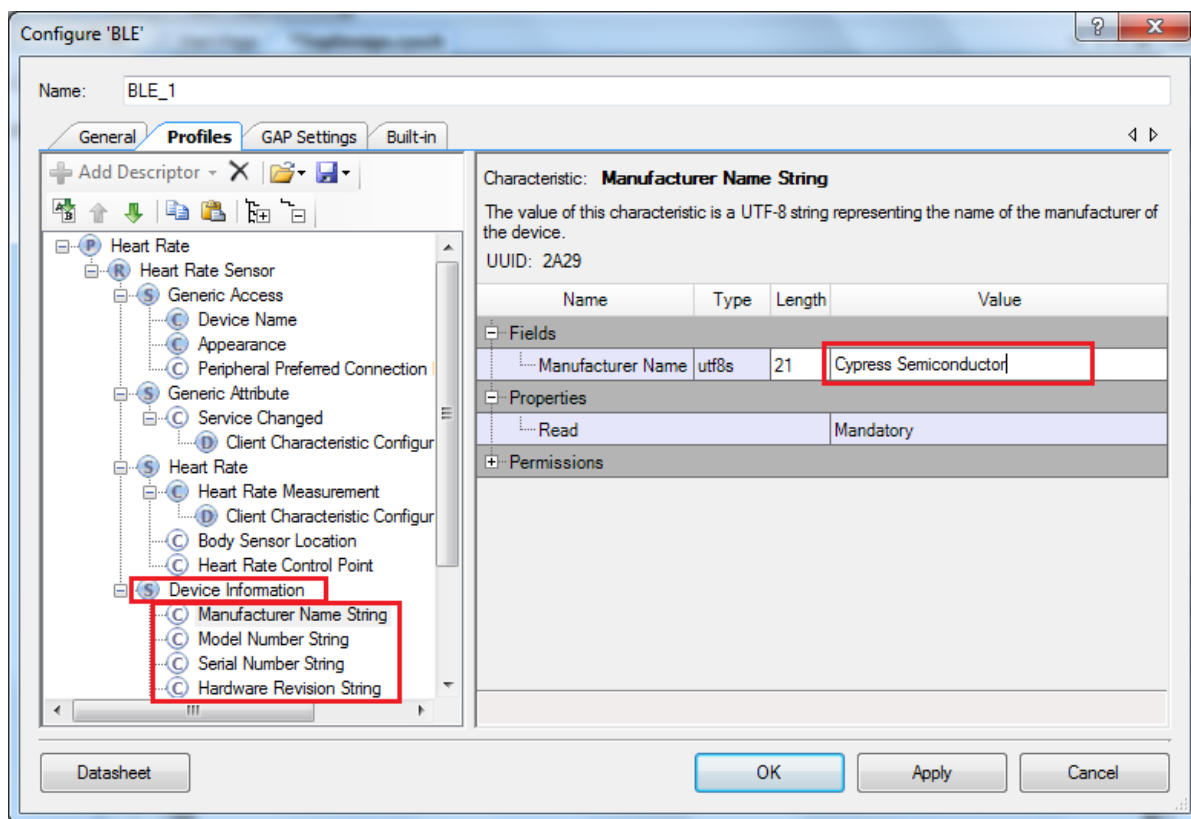 Configure 'BLE'
Name: BLE_1
General Profiles GAP Settings Built-in
Add Descriptor
Heart Rate
Heart Rate Sensor
Generic Access
Device Name
Appearance
Peripheral Preferred Connection
Generic Attribute
Service Changed
Client Characteristic Configur
Heart Rate
Heart Rate Measurement
Client Characteristic Configur
Body Sensor Location
Heart Rate Control Point
Device Information
Manufacturer Name String
Model Number String
Serial Number String
Hardware Revision String
Characteristic: Manufacturer Name String
The value of this characteristic is a UTF-8 string representing the name of the manufacturer of
the device.
UUID: 2A29
Name Type Length Value
Fields
Manufacturer Name utf8s 21 Cypress Semiconductor
Properties
Read Mandatory
Permissions
Datasheet OK Apply Cancel